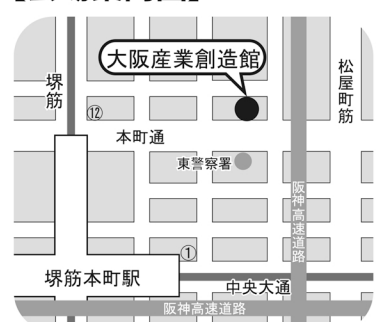 大阪産業創造館
堺筋
松屋町筋
⑫
本町通
東警察署
阪神高速道路
①
堺筋本町駅
中央大通
阪神高速道路